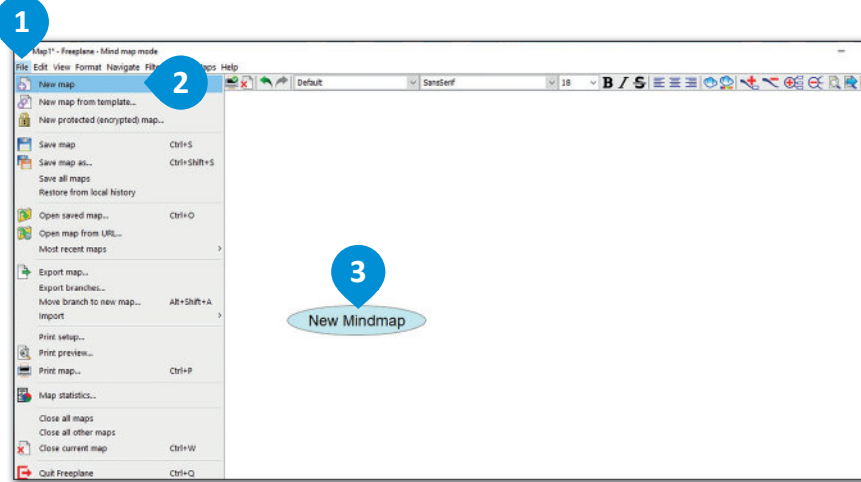 1
Map1* - Freeplane - Mind map mode
File Edit View Format Navigate Filte aps Help
2
New map
Default SansSerif 18 B I S
New map from template...
New protected (encrypted) map...
Save map Ctrl+S
Save map as... Ctrl+Shift+S
Save all maps
Restore from local history
Open saved map... Ctrl+O
Open map from URL...
Most recent maps
Export map...
Export branches...
Move branch to new map... Alt+Shift+A
Import
Print setup...
Print preview...
Print map... Ctrl+P
Map statistics...
Close all maps
Close all other maps
Close current map Ctrl+W
Quit Freeplane Ctrl+Q
3
New Mindmap